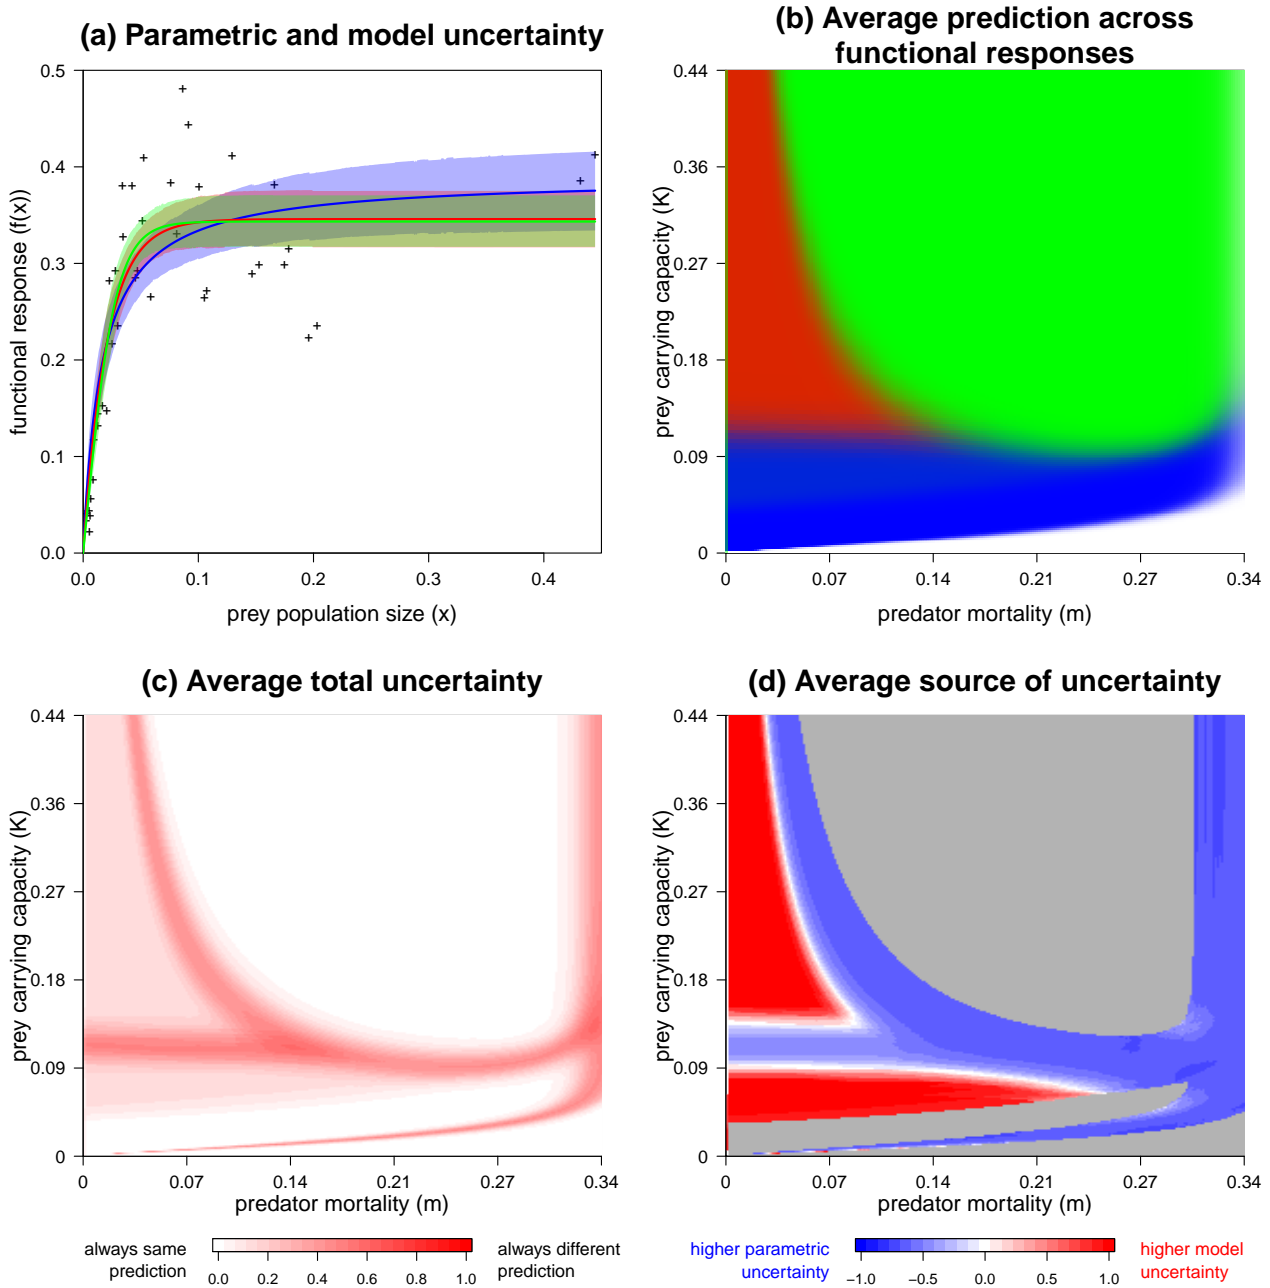 (a) Parametric and model uncertainty
0.5
0.4
0.3
0.2
0.1
0.0
functional response (f(x))
0.0 0.1 0.2 0.3 0.4
prey population size (x)
(b) Average prediction across
functional responses
0.44
0.36
0.27
0.18
0.09
0
prey carrying capacity (K)
0 0.07 0.14 0.21 0.27 0.34
predator mortality (m)
(c) Average total uncertainty
0.44
0.36
0.27
0.18
0.09
0
prey carrying capacity (K)
0 0.07 0.14 0.21 0.27 0.34
predator mortality (m)
always same
prediction
0.0 0.2 0.4 0.6 0.8 1.0
always different
prediction
(d) Average source of uncertainty
0.44
0.36
0.27
0.18
0.09
0
prey carrying capacity (K)
0 0.07 0.14 0.21 0.27 0.34
predator mortality (m)
higher parametric
uncertainty
−1.0 −0.5 0.0 0.5 1.0
higher model
uncertainty